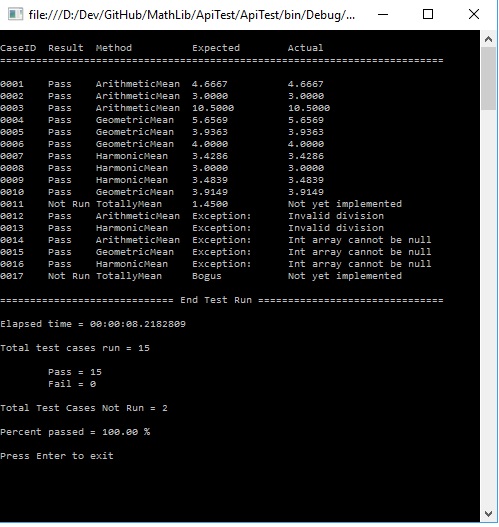 file:///D:/Dev/GitHub/MathLib/ApiTest/ApiTest/bin/Debug/...
CaseID Result Method Expected Actual
==========================================================================
0001 Pass ArithmeticMean 4.6667 4.6667
0002 Pass ArithmeticMean 3.0000 3.0000
0003 Pass ArithmeticMean 10.5000 10.5000
0004 Pass GeometricMean 5.6569 5.6569
0005 Pass GeometricMean 3.9363 3.9363
0006 Pass GeometricMean 4.0000 4.0000
0007 Pass HarmonicMean 3.4286 3.4286
0008 Pass HarmonicMean 3.0000 3.0000
0009 Pass HarmonicMean 3.4839 3.4839
0010 Pass GeometricMean 3.9149 3.9149
0011 Not Run TotallyMean 1.4500 Not yet implemented
0012 Pass ArithmeticMean Exception: Invalid division
0013 Pass HarmonicMean Exception: Invalid division
0014 Pass ArithmeticMean Exception: Int array cannot be null
0015 Pass GeometricMean Exception: Int array cannot be null
0016 Pass HarmonicMean Exception: Int array cannot be null
0017 Not Run TotallyMean Bogus Not yet implemented
============================= End Test Run ===============================
Elapsed time = 00:00:08.2182809
Total test cases run = 15
Pass = 15
Fail = 0
Total Test Cases Not Run = 2
Percent passed = 100.00 %
Press Enter to exit